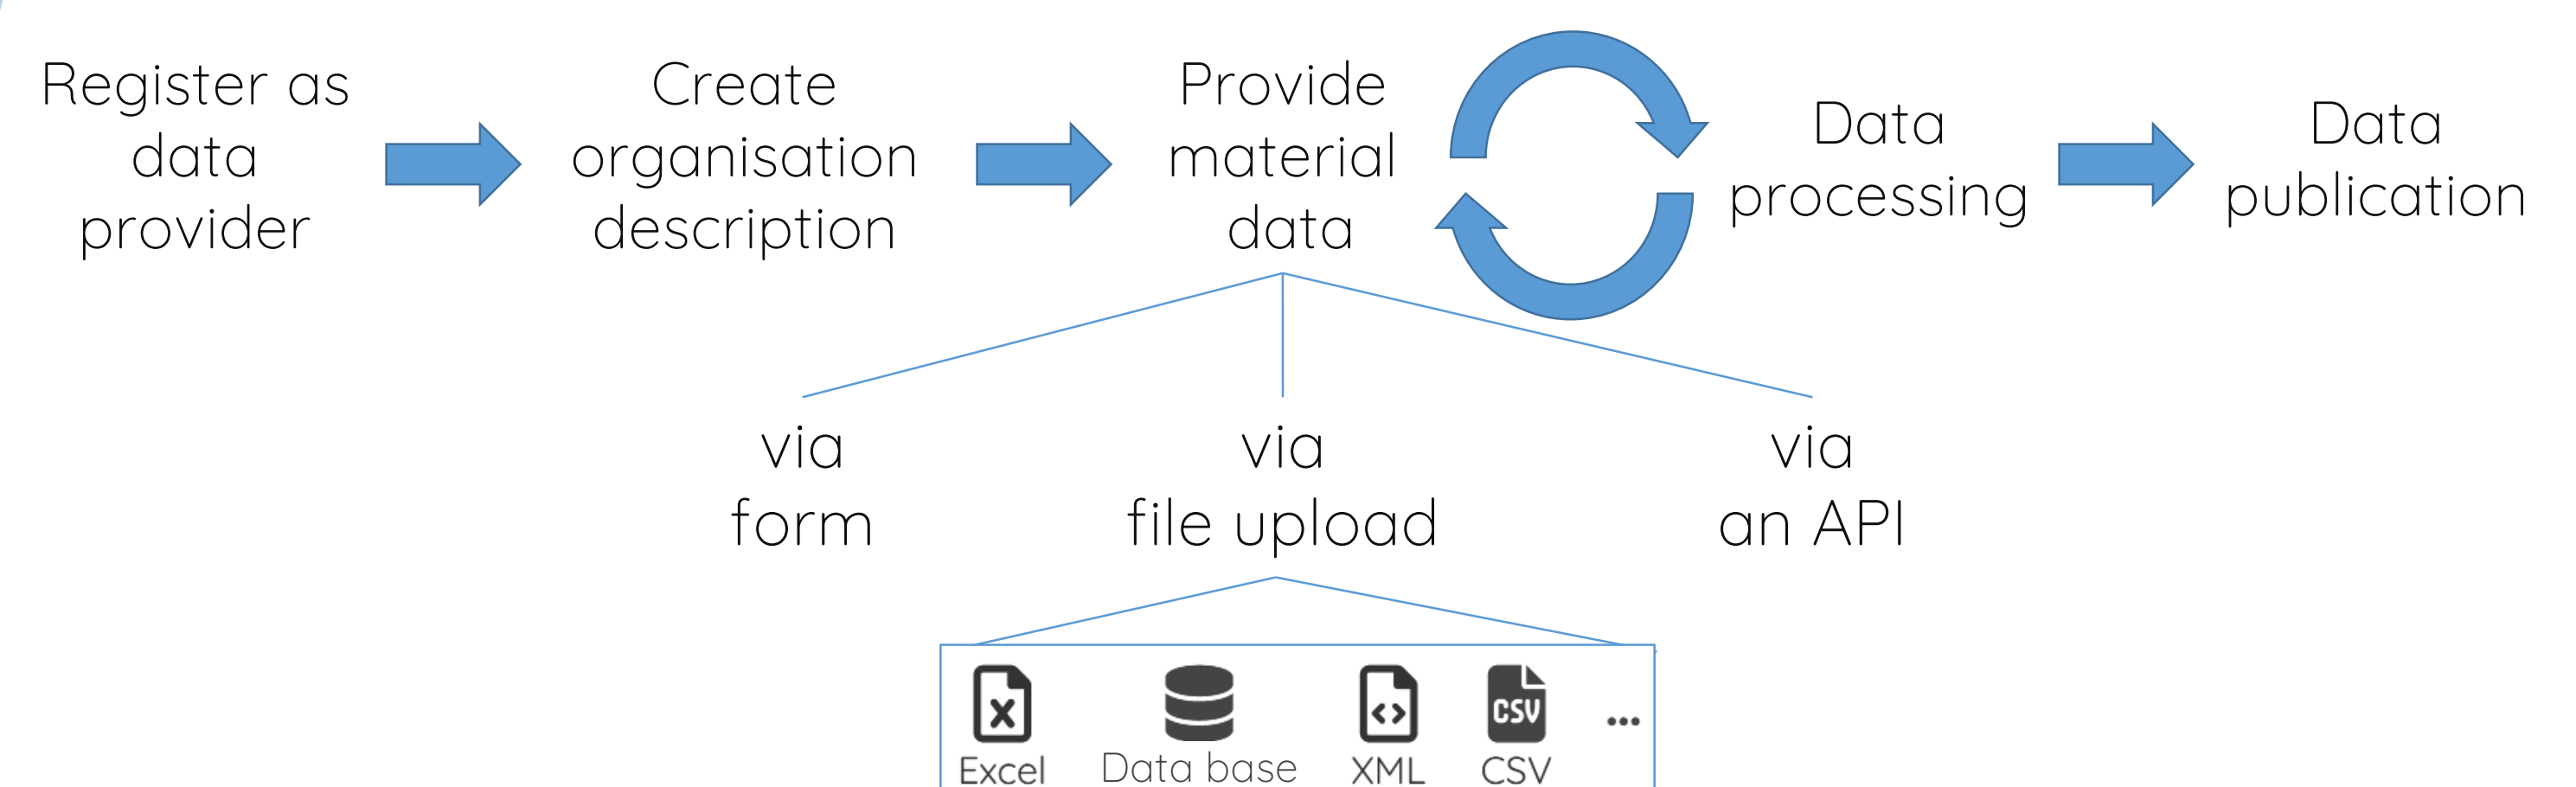 Register as
data
provider
Create
organisation
description
Provide
material
data
Data
processing
Data
publication
via
form
via
file upload
via
an API
CSV
...
Excel
Data base
XML
CSV